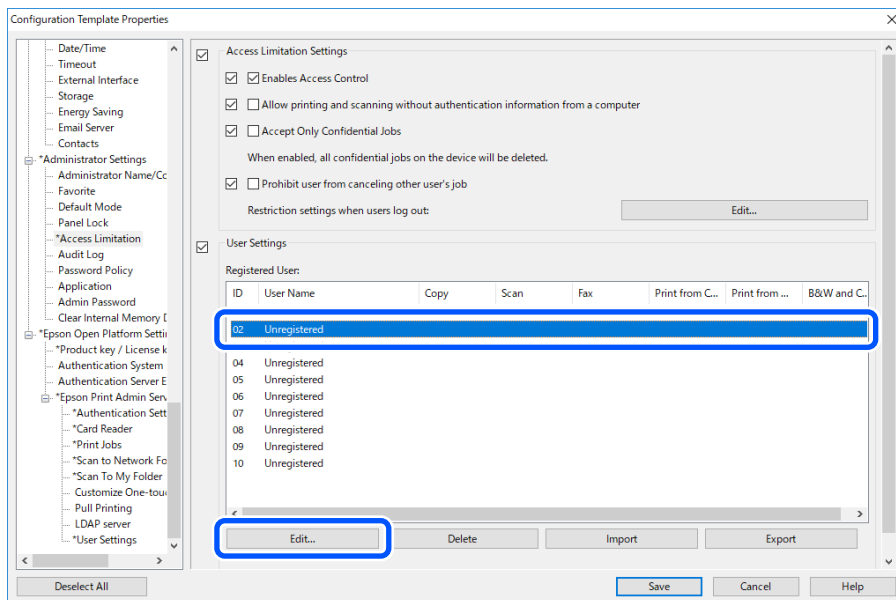 Configuration Template Properties
Date/Time
Timeout
External Interface
Storage
Energy Saving
Email Server
Contacts
*Administrator Settings
Administrator Name/Co
Favorite
Default Mode
Panel Lock
*Access Limitation
Audit Log
Password Policy
Application
Admin Password
Clear Internal Memory D
*Epson Open Platform Settin
*Product key / License k
Authentication System
Authentication Server E
*Epson Print Admin Serv
*Authentication Sett
*Card Reader
*Print Jobs
*Scan to Network Fo
*Scan To My Folder
Customize One-touc
Pull Printing
LDAP server
*User Settings
Access Limitation Settings
Enables Access Control
Allow printing and scanning without authentication information from a computer
Accept Only Confidential Jobs
When enabled, all confidential jobs on the device will be deleted.
Prohibit user from canceling other user's job
Restriction settings when users log out: Edit...
User Settings
Registered User:
ID User Name Copy Scan Fax Print from C... Print from ... B&W and C..
02 Unregistered
04 Unregistered
05 Unregistered
06 Unregistered
07 Unregistered
08 Unregistered
09 Unregistered
10 Unregistered
Edit... Delete Import Export
Deselect All Save Cancel Help